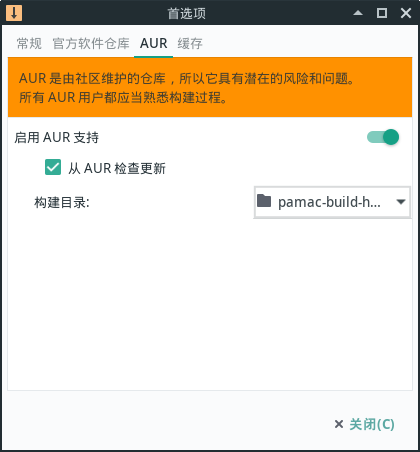 首选项
常规 官方软件仓库 AUR 缓存
AUR 是由社区维护的仓库，所以它具有潜在的风险和问题。
所有 AUR 用户都应当熟悉构建过程。
启用 AUR 支持
从 AUR 检查更新
构建目录: pamac-build-h...
关闭(C)